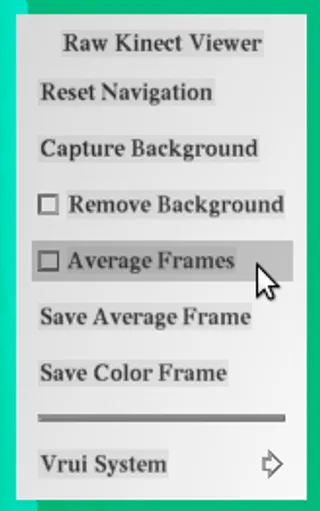 Raw Kinect Viewer
Reset Navigation
Capture Background
Remove Background
Average Frames
Save Average Frame
Save Color Frame
Vrui System